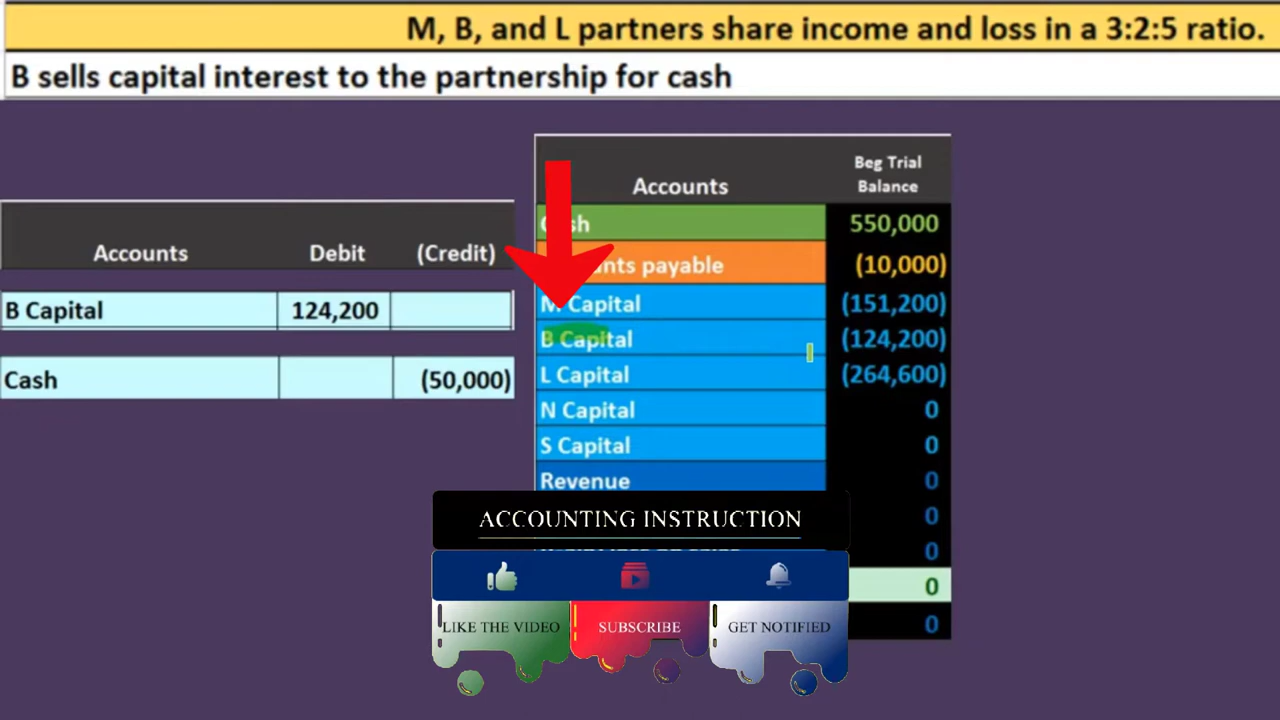 M, B, and L partners share income and loss in a 3:2:5 ratio.
B sells capital interest to the partnership for cash
Accounts Debit (Credit)
B Capital 124,200
Cash (50,000)
Accounts Beg Trial Balance
550,000
payable (10,000)
M Capital (151,200)
B Capital (124,200)
L Capital (264,600)
N Capital 0
S Capital 0
Revenue 0
0
0
0
0
ACCOUNTING INSTRUCTION
LIKE THE VIDEO SUBSCRIBE GET NOTIFIED